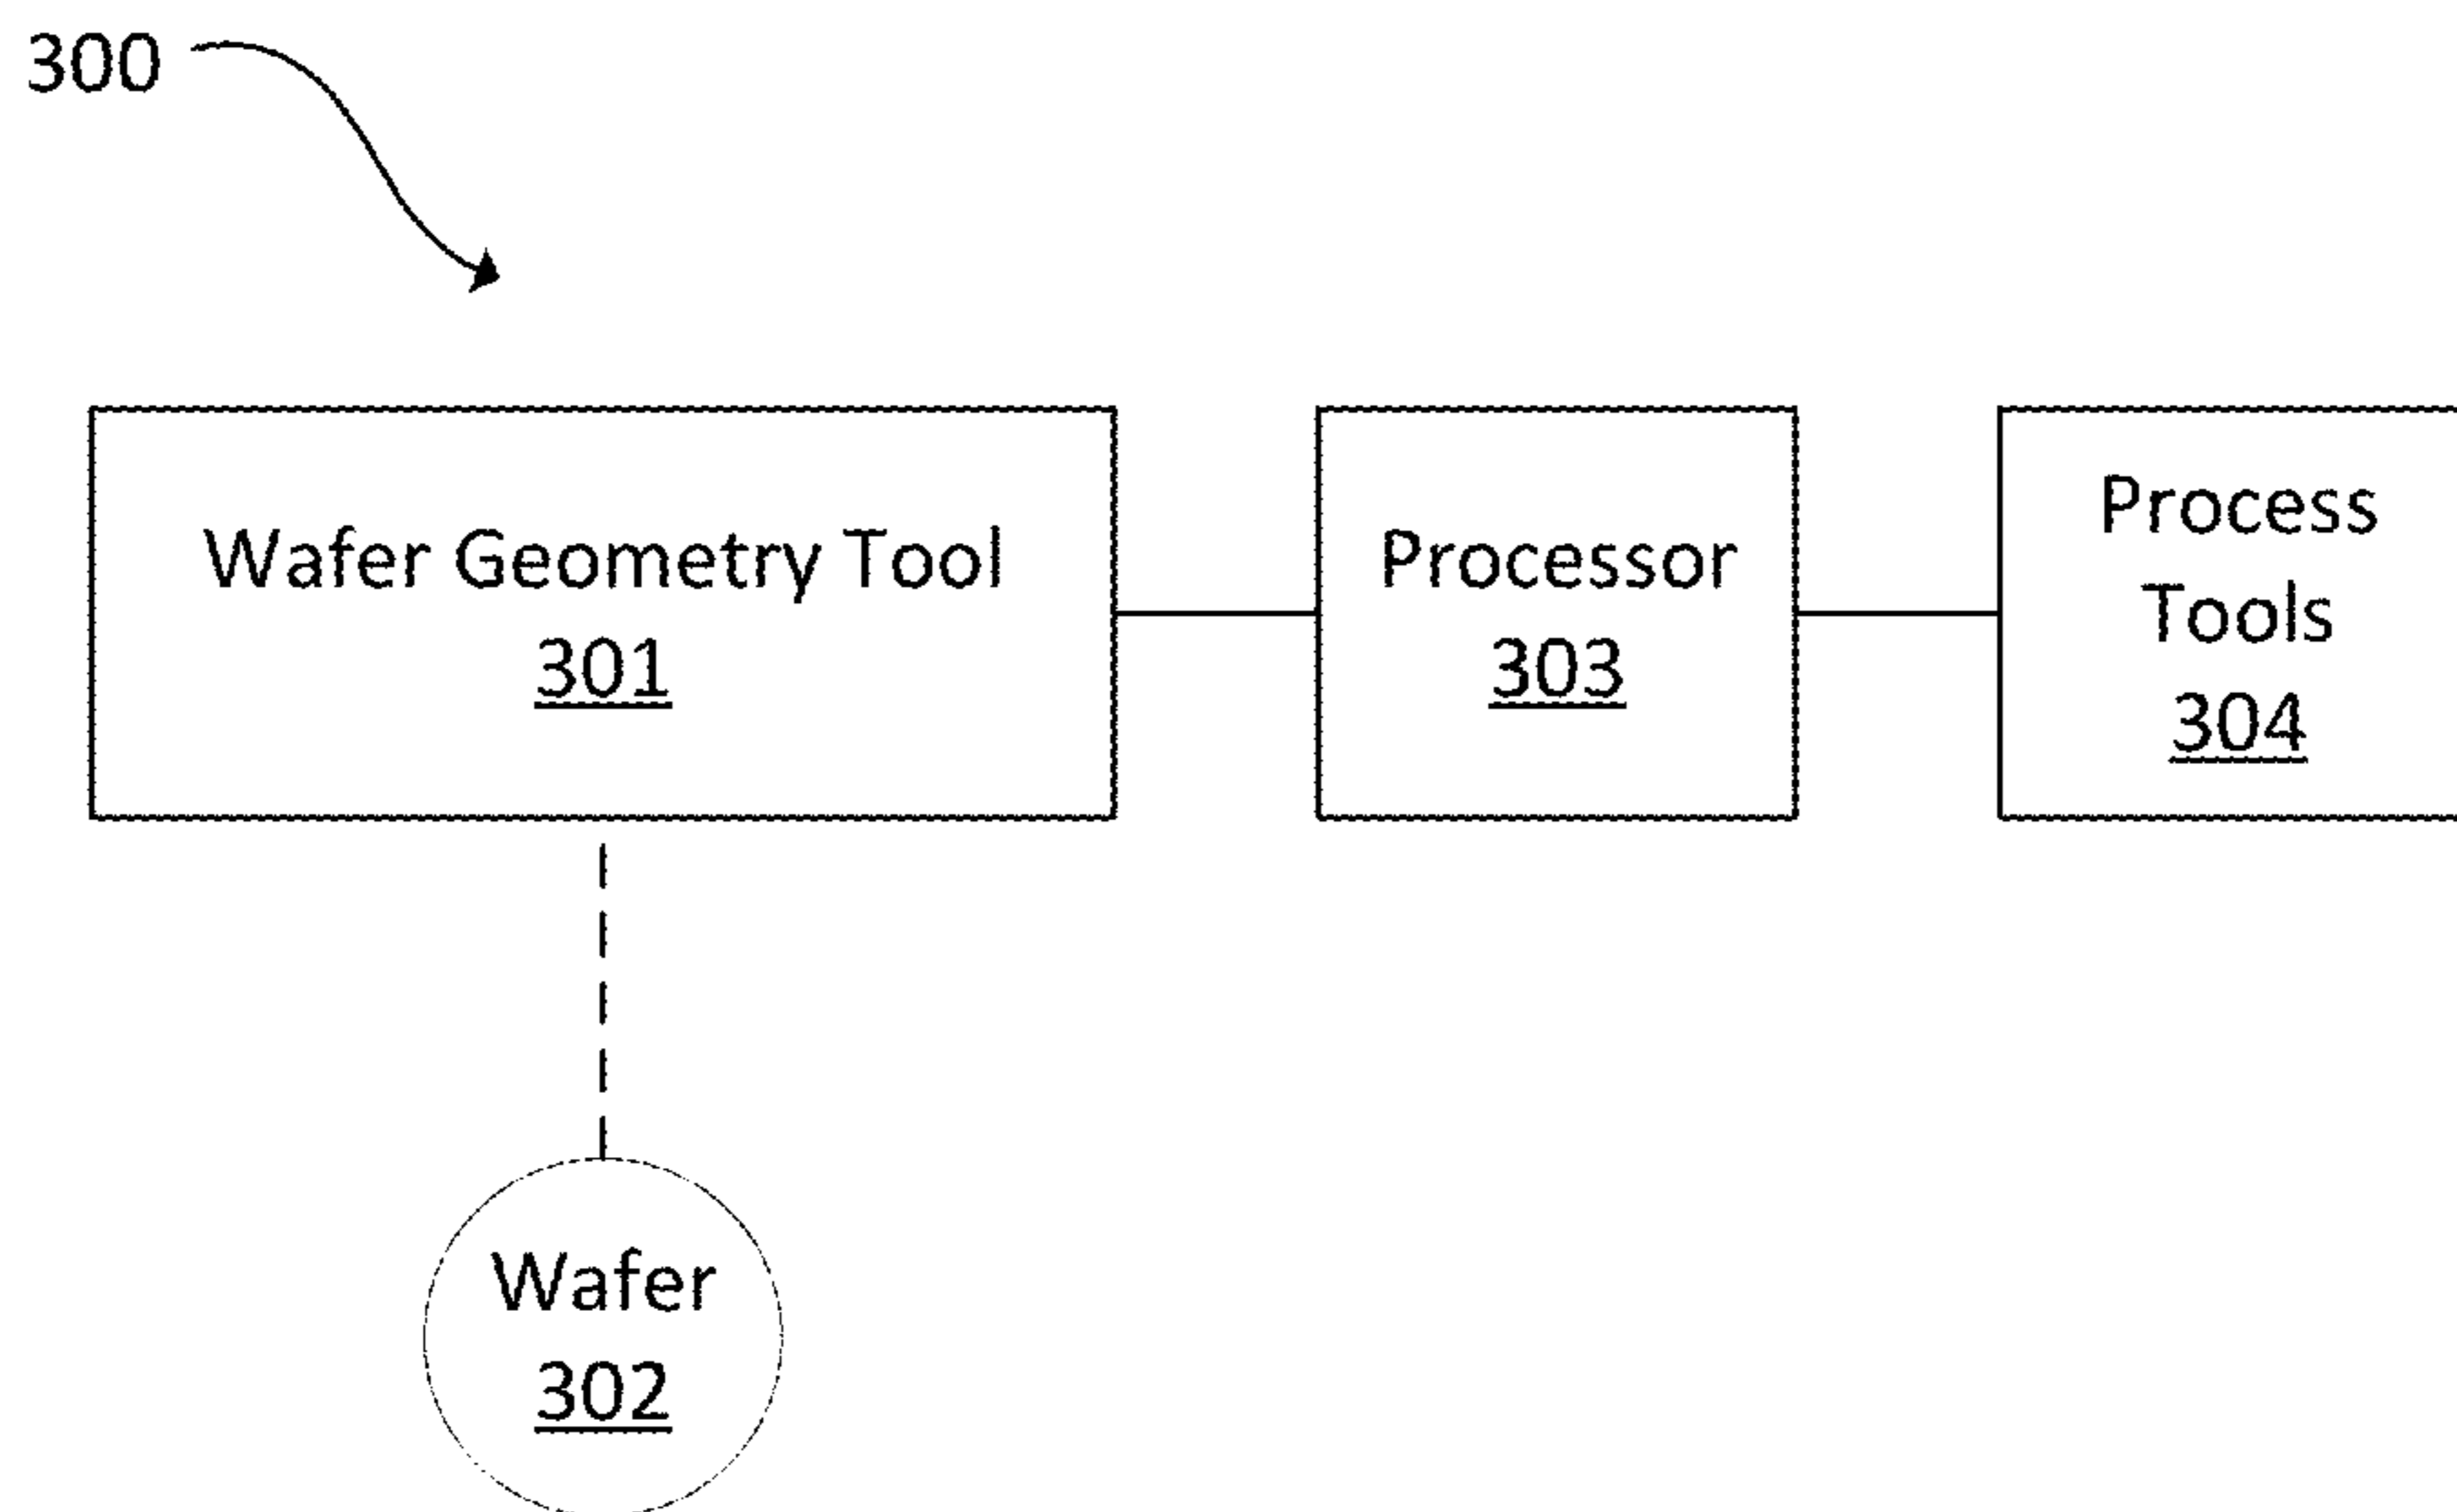 300
Wafer Geometry Tool
301
Processor
303
Process
Tools
304
Wafer
302